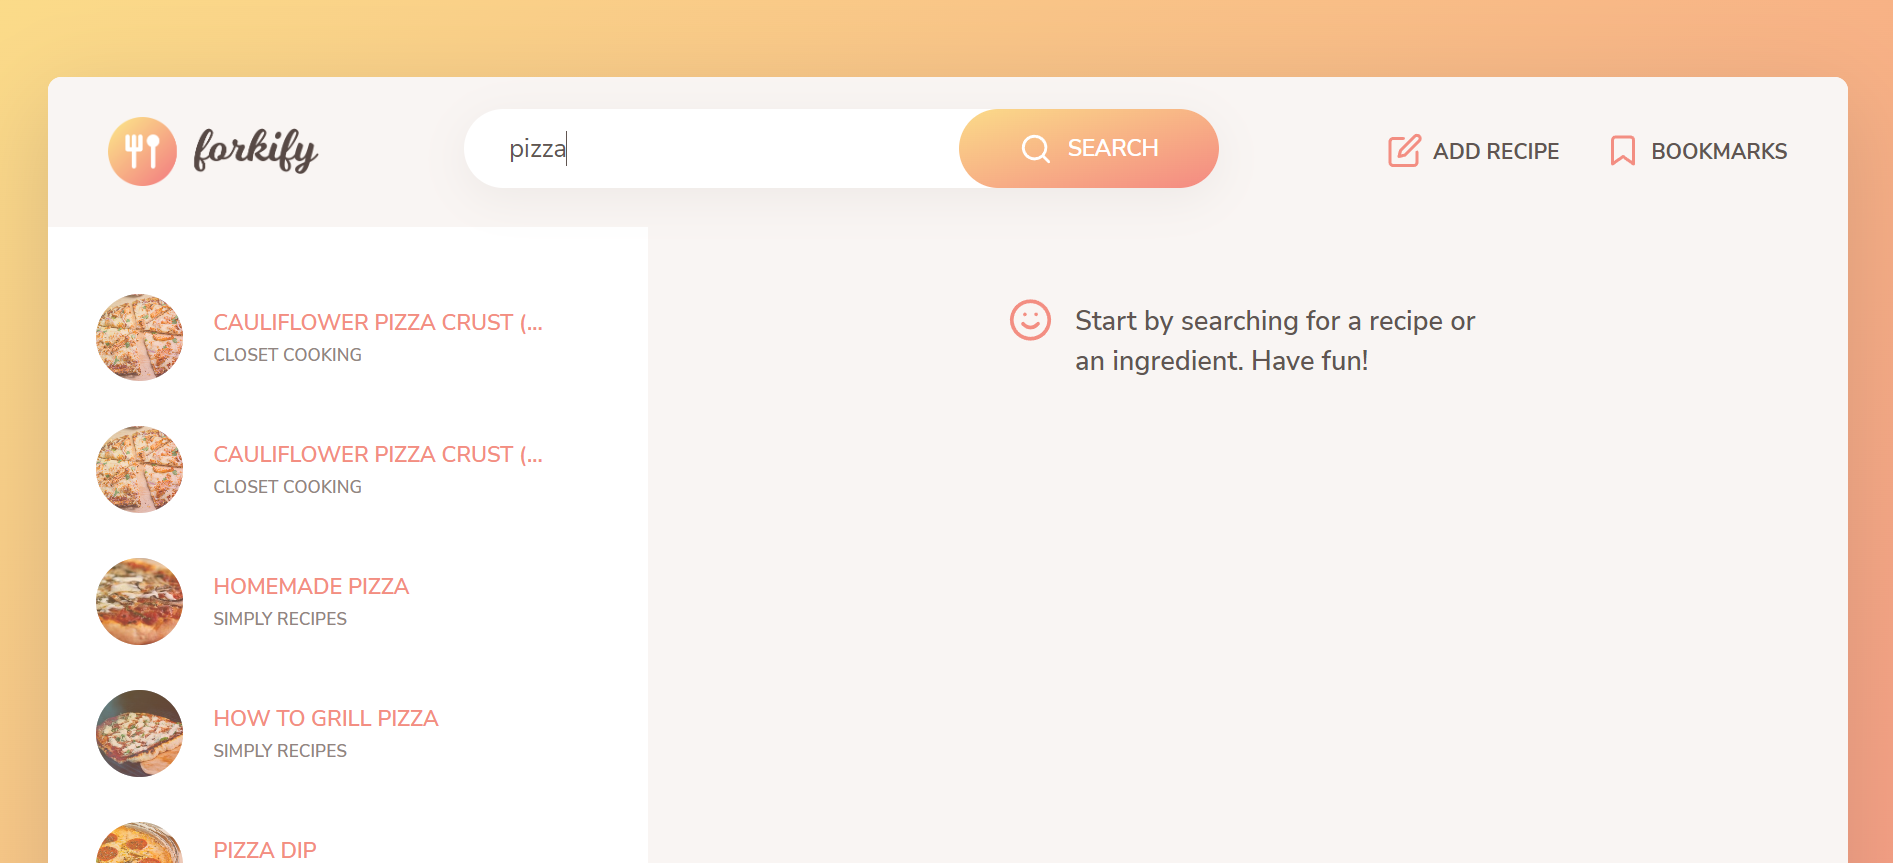 forkify
pizza
SEARCH
ADD RECIPE
BOOKMARKS
CAULIFLOWER PIZZA CRUST (...
CLOSET COOKING
CAULIFLOWER PIZZA CRUST (...
CLOSET COOKING
HOMEMADE PIZZA
SIMPLY RECIPES
HOW TO GRILL PIZZA
SIMPLY RECIPES
PIZZA DIP
Start by searching for a recipe or
an ingredient. Have fun!